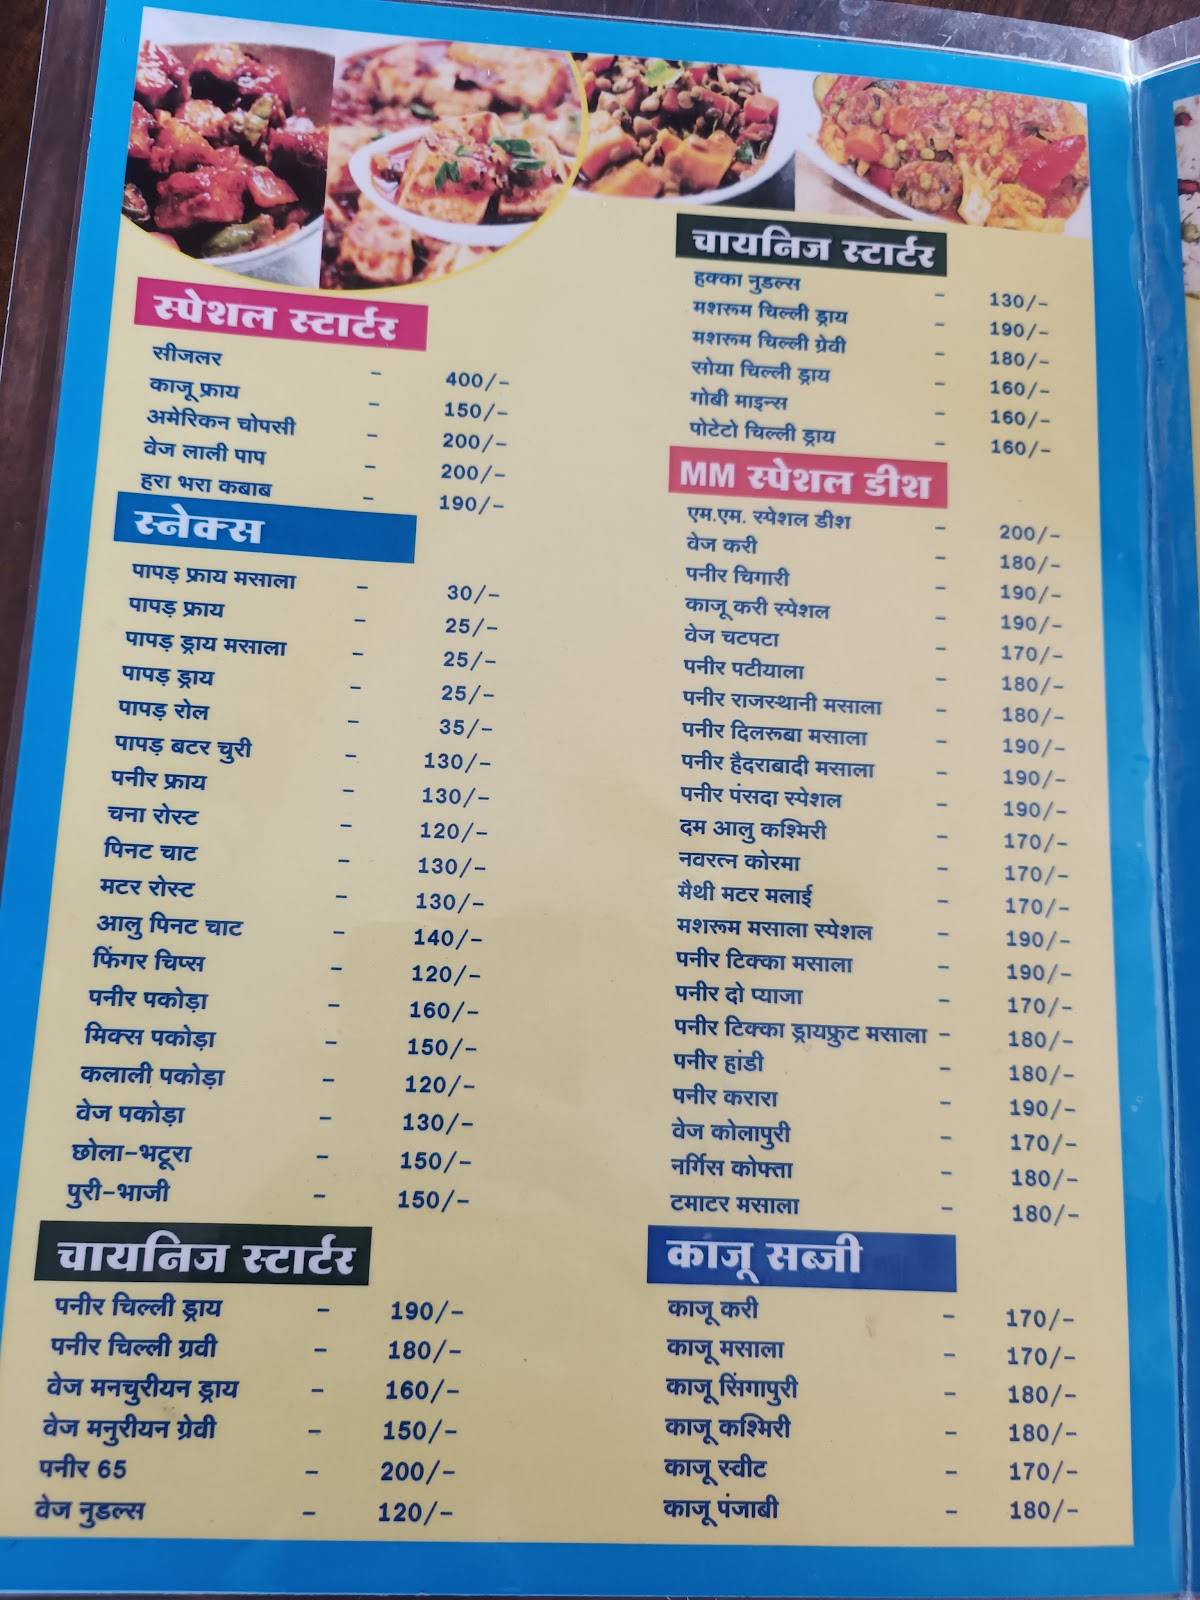 स्पेशल स्टार्टर
सीजलर - 400/-
काजू फ्राय - 150/-
अमेरिकन चोपसी - 200/-
वेज लाली पाप - 200/-
हरा भरा कबाब - 190/-
स्नेक्स
पापड़ फ्राय मसाला - 30/-
पापड़ फ्राय - 25/-
पापड़ ड्राय मसाला - 25/-
पापड़ ड्राय - 25/-
पापड़ रोल - 35/-
पापड़ बटर चुरी - 130/-
पनीर फ्राय - 130/-
चना रोस्ट - 120/-
पिनट चाट - 130/-
मटर रोस्ट - 130/-
आलु पिनट चाट - 140/-
फिंगर चिप्स - 120/-
पनीर पकोड़ा - 160/-
मिक्स पकोड़ा - 150/-
कलाली पकोड़ा - 120/-
वेज पकोड़ा - 130/-
छोला-भटूरा - 150/-
पुरी-भाजी - 150/-
चायनिज स्टार्टर
पनीर चिल्ली ड्राय - 190/-
पनीर चिल्ली ग्रवी - 180/-
वेज मनचुरीयन ड्राय - 160/-
वेज मनुरीयन ग्रेवी - 150/-
पनीर 65 - 200/-
वेज नुडल्स - 120/-
चायनिज स्टार्टर
हक्का नुडल्स - 130/-
मशरूम चिल्ली ड्राय - 190/-
मशरूम चिल्ली ग्रेवी - 180/-
सोया चिल्ली ड्राय - 160/-
गोबी माइन्स - 160/-
पोटेटो चिल्ली ड्राय - 160/-
MM स्पेशल डीश
एम.एम. स्पेशल डीश - 200/-
वेज करी - 180/-
पनीर चिगारी - 190/-
काजू करी स्पेशल - 190/-
वेज चटपटा - 170/-
पनीर पटीयाला - 180/-
पनीर राजस्थानी मसाला - 180/-
पनीर दिलरूबा मसाला - 190/-
पनीर हैदराबादी मसाला - 190/-
पनीर पंसदा स्पेशल - 190/-
दम आलु कश्मिरी - 170/-
नवरत्न कोरमा - 170/-
मैथी मटर मलाई - 170/-
मशरूम मसाला स्पेशल - 190/-
पनीर टिक्का मसाला - 190/-
पनीर दो प्याजा - 170/-
पनीर टिक्का ड्रायफ्रुट मसाला - 180/-
पनीर हांडी - 180/-
पनीर करारा - 190/-
वेज कोलापुरी - 170/-
नर्गिस कोफ्ता - 180/-
टमाटर मसाला - 180/-
काजू सब्जी
काजू करी - 170/-
काजू मसाला - 170/-
काजू सिंगापुरी - 180/-
काजू कश्मिरी - 180/-
काजू स्वीट - 170/-
काजू पंजाबी - 180/-